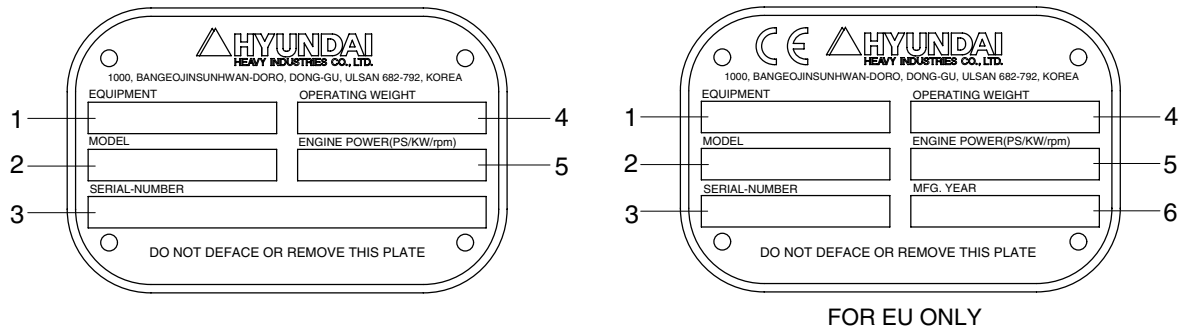 HYUNDAI
HEAVY INDUSTRIES CO., LTD.
1000, BANGEOJINSUNHWAN-DORO, DONG-GU, ULSAN 682-792, KOREA
EQUIPMENT OPERATING WEIGHT
1 4
MODEL ENGINE POWER(PS/KW/rpm)
2 5
SERIAL-NUMBER
3
DO NOT DEFACE OR REMOVE THIS PLATE
CE HYUNDAI
HEAVY INDUSTRIES CO., LTD.
1000, BANGEOJINSUNHWAN-DORO, DONG-GU, ULSAN 682-792, KOREA
EQUIPMENT OPERATING WEIGHT
1 4
MODEL ENGINE POWER(PS/KW/rpm)
2 5
SERIAL-NUMBER MFG. YEAR
3 6
DO NOT DEFACE OR REMOVE THIS PLATE
FOR EU ONLY